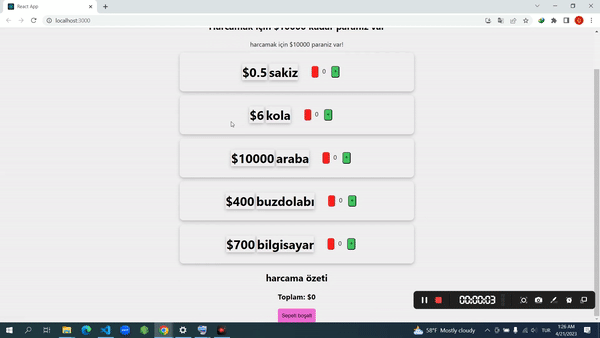 React App
localhost:3000
Harcamak için $10000 kadar paranız var
harcamak için $10000 paranız var!
$0.5 sakiz 0 +
$6 kola 0 +
$10000 araba 0 +
$400 buzdolabı 0 +
$700 bilgisayar 0 +
harcama özeti
Toplam: $0
Sepeti boşalt
00:00:03
58°F Mostly cloudy
TUR
1:26 AM
4/21/2023